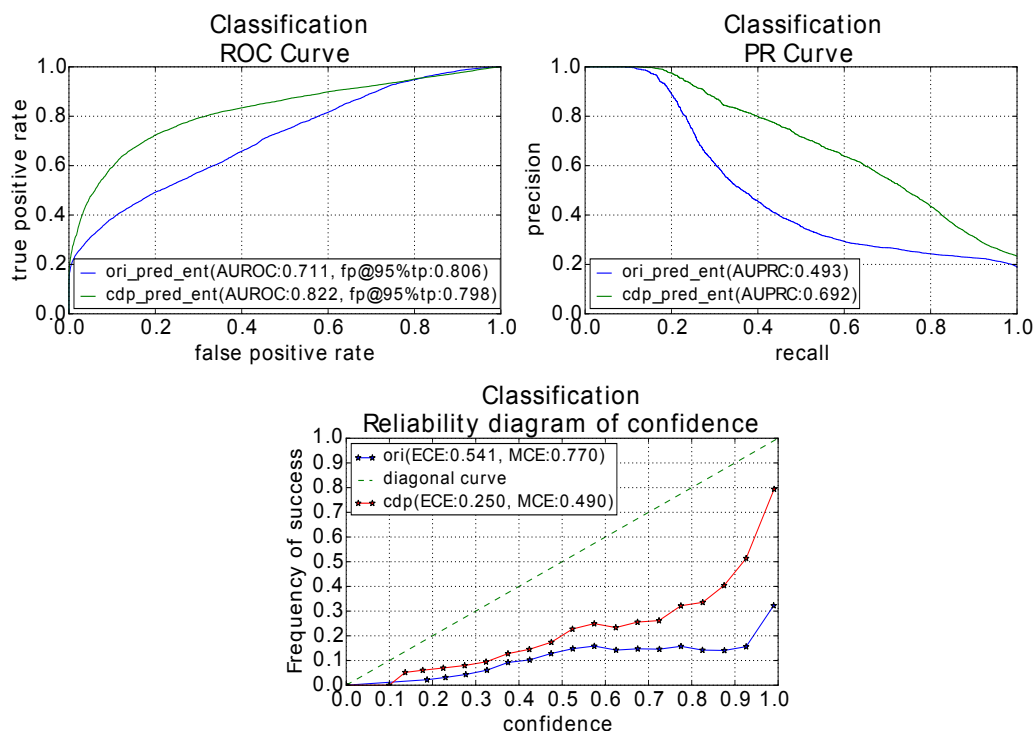 Classification
ROC Curve
1.0
0.8
0.6
0.4
0.2
0.0
true positive rate
ori_pred_ent(AUROC:0.711, fp@95%tp:0.806)
cdp_pred_ent(AUROC:0.822, fp@95%tp:0.798)
0.0 0.2 0.4 0.6 0.8 1.0
false positive rate
Classification
PR Curve
1.0
0.8
0.6
0.4
0.2
0.0
precision
ori_pred_ent(AUPRC:0.493)
cdp_pred_ent(AUPRC:0.692)
0.0 0.2 0.4 0.6 0.8 1.0
recall
Classification
Reliability diagram of confidence
1.0
0.9
0.8
0.7
0.6
0.5
0.4
0.3
0.2
0.1
0.0
Frequency of success
ori(ECE:0.541, MCE:0.770)
diagonal curve
cdp(ECE:0.250, MCE:0.490)
0.0 0.1 0.2 0.3 0.4 0.5 0.6 0.7 0.8 0.9 1.0
confidence